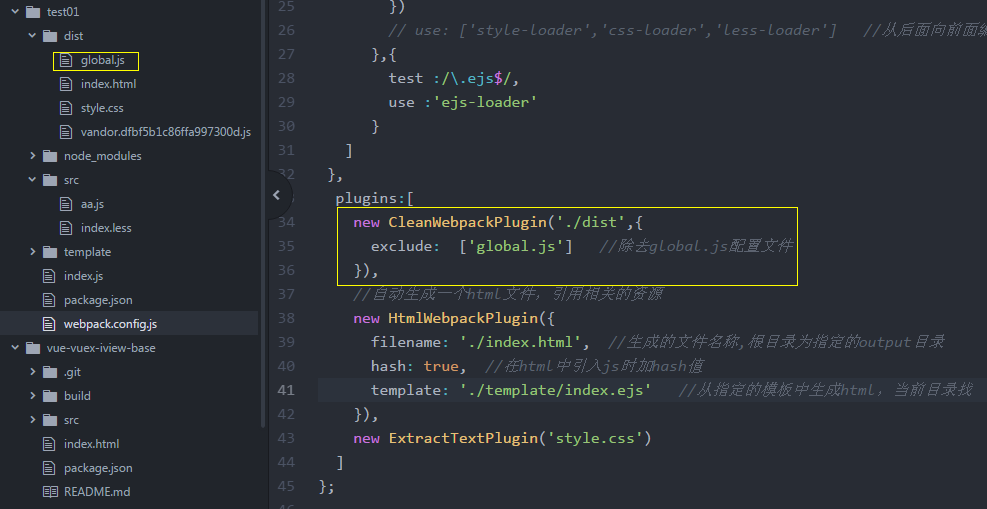 test01
dist
global.js
index.html
style.css
vandor.dfbf5b1c86ffa997300d.js
node_modules
src
aa.js
index.less
template
index.js
package.json
webpack.config.js
vue-vuex-iview-base
.git
build
src
index.html
package.json
README.md
25 })
26 // use: ['style-loader','css-loader','less-loader'] //从后面向前面编
27 },{
28 test :/\.ejs$/,
29 use :'ejs-loader'
30 }
31 ]
32 },
plugins:[
34 new CleanWebpackPlugin('./dist',{
35 exclude: ['global.js'] //除去global.js配置文件
36 }),
37 //自动生成一个html文件，引用相关的资源
38 new HtmlWebpackPlugin({
39 filename: './index.html', //生成的文件名称,根目录为指定的output目录
40 hash: true, //在html中引入js时加hash值
41 template: './template/index.ejs' //从指定的模板中生成html，当前目录找
42 }),
43 new ExtractTextPlugin('style.css')
44 ]
45 };